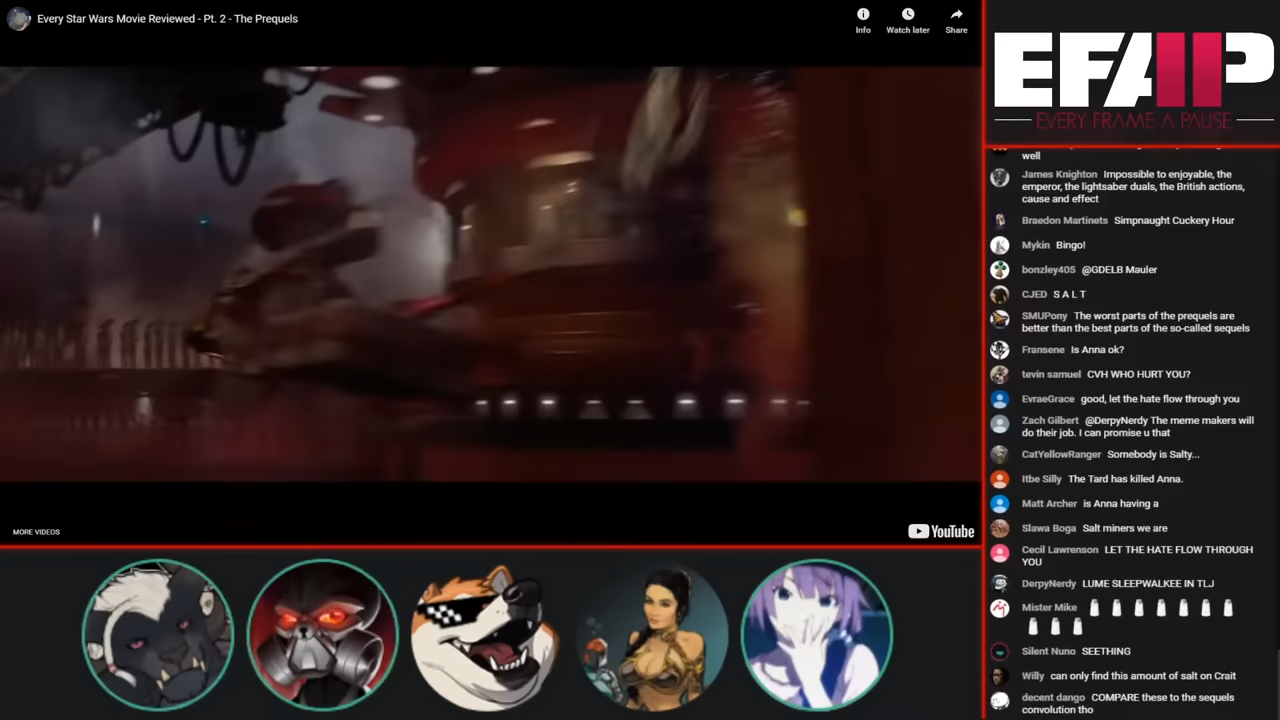 Every Star Wars Movie Reviewed - Pt. 2 - The Prequels
Info
Watch later
Share
MORE VIDEOS
YouTube
EFAP
EVERY FRAME A PAUSE
well
James Knighton Impossible to enjoyable, the
emperor, the lightsaber duals, the British actions,
cause and effect
Braedon Martinets Simpnaught Cuckery Hour
Mykin Bingo!
bonzley405 @GDELB Mauler
CJED S A L T
SMUPony The worst parts of the prequels are
better than the best parts of the so-called sequels
Fransene Is Anna ok?
tevin samuel CVH WHO HURT YOU?
EvraeGrace good, let the hate flow through you
Zach Gilbert @DerpyNerdy The meme makers will
do their job. I can promise u that
CatYellowRanger Somebody is Salty...
Itbe Silly The Tard has killed Anna.
Matt Archer is Anna having a
Slawa Boga Salt miners we are
Cecil Lawrenson LET THE HATE FLOW THROUGH
YOU
DerpyNerdy LUME SLEEPWALKEE IN TLJ
Mister Mike
Silent Nuno SEETHING
Willy can only find this amount of salt on Crait
decent dango COMPARE these to the sequels
convolution tho